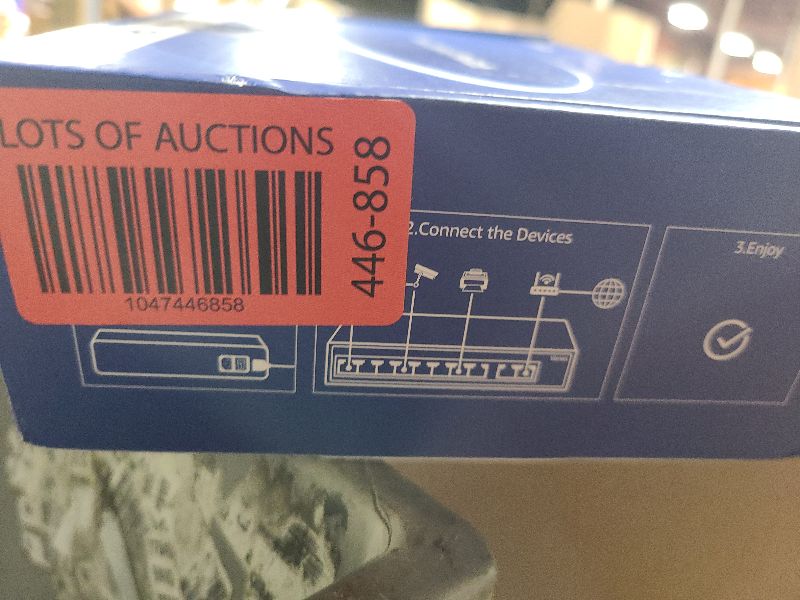 LOTS OF AUCTIONS
1047446858
446-858
2.Connect the Devices
3.Enjoy